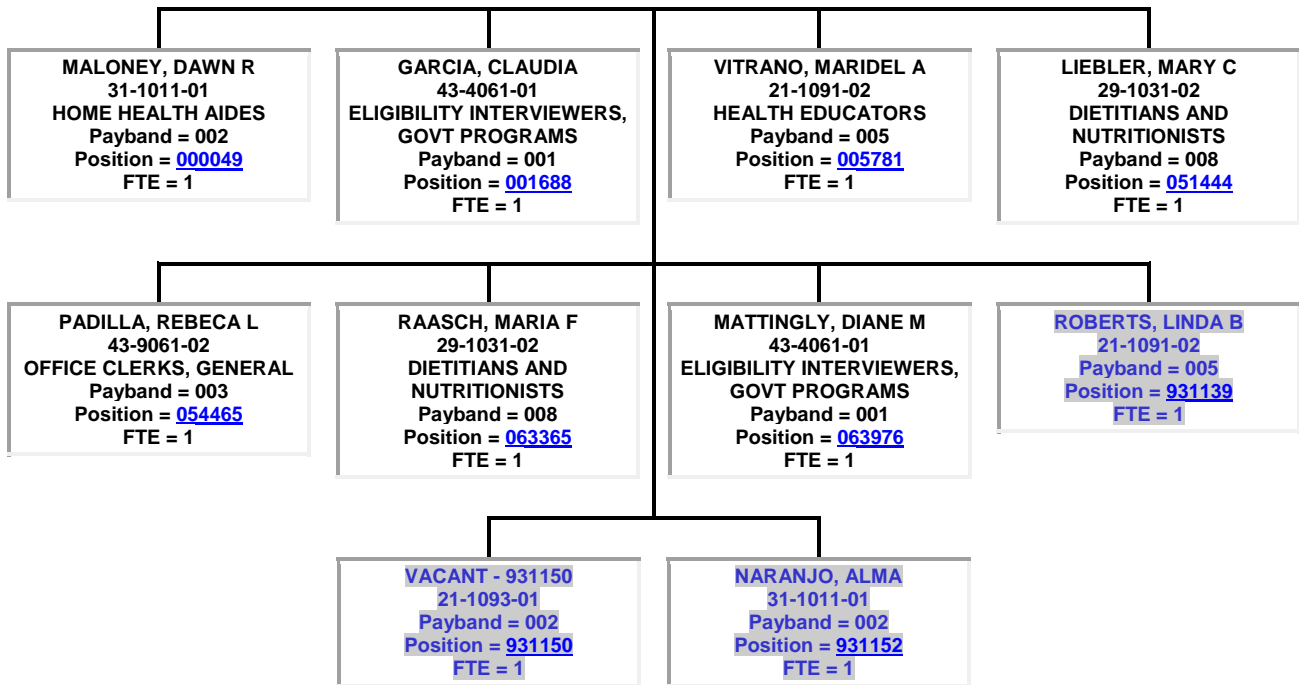 MALONEY, DAWN R
31-1011-01
HOME HEALTH AIDES
Payband = 002
Position = 000049
FTE = 1
GARCIA, CLAUDIA
43-4061-01
ELIGIBILITY INTERVIEWERS,
GOVT PROGRAMS
Payband = 001
Position = 001688
FTE = 1
VITRANO, MARIDEL A
21-1091-02
HEALTH EDUCATORS
Payband = 005
Position = 005781
FTE = 1
LIEBLER, MARY C
29-1031-02
DIETITIANS AND
NUTRITIONISTS
Payband = 008
Position = 051444
FTE = 1
PADILLA, REBECA L
43-9061-02
OFFICE CLERKS, GENERAL
Payband = 003
Position = 054465
FTE = 1
RAASCH, MARIA F
29-1031-02
DIETITIANS AND
NUTRITIONISTS
Payband = 008
Position = 063365
FTE = 1
MATTINGLY, DIANE M
43-4061-01
ELIGIBILITY INTERVIEWERS,
GOVT PROGRAMS
Payband = 001
Position = 063976
FTE = 1
ROBERTS, LINDA B
21-1091-02
Payband = 005
Position = 931139
FTE = 1
VACANT - 931150
21-1093-01
Payband = 002
Position = 931150
FTE = 1
NARANJO, ALMA
31-1011-01
Payband = 002
Position = 931152
FTE = 1